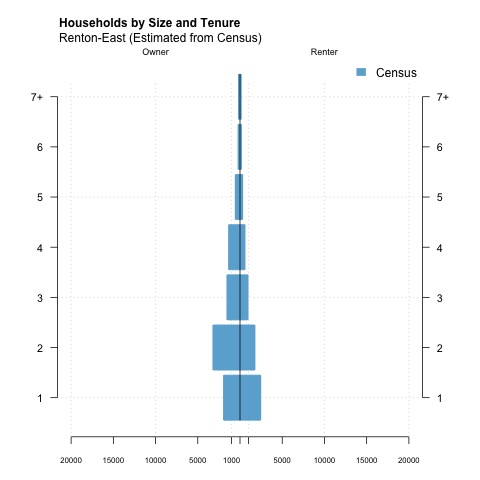 Households by Size and Tenure
Renton-East (Estimated from Census)
Owner Renter
Census
7+ 7+
6 6
5 5
4 4
3 3
2 2
1 1
20000 15000 10000 5000 1000 5000 10000 15000 20000